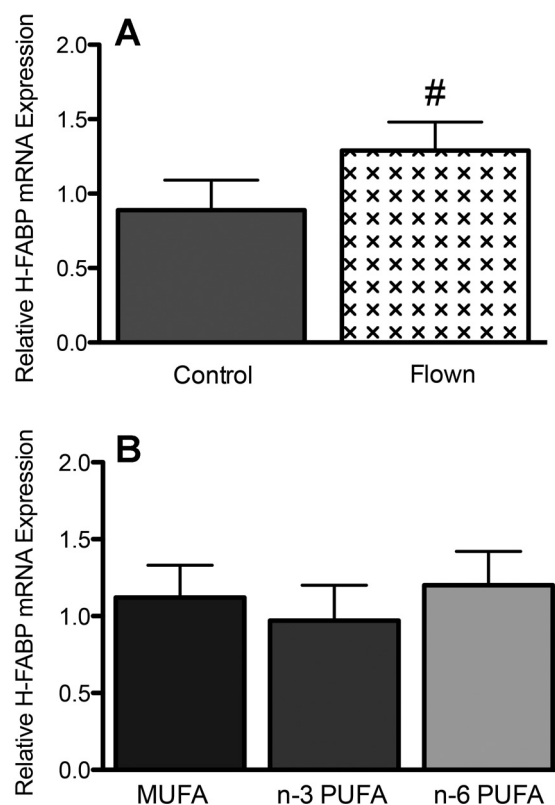 A
Relative H-FABP mRNA Expression
2.0
1.5
1.0
0.5
0.0
#
Control Flown
B
Relative H-FABP mRNA Expression
2.0
1.5
1.0
0.5
0.0
MUFA n-3 PUFA n-6 PUFA